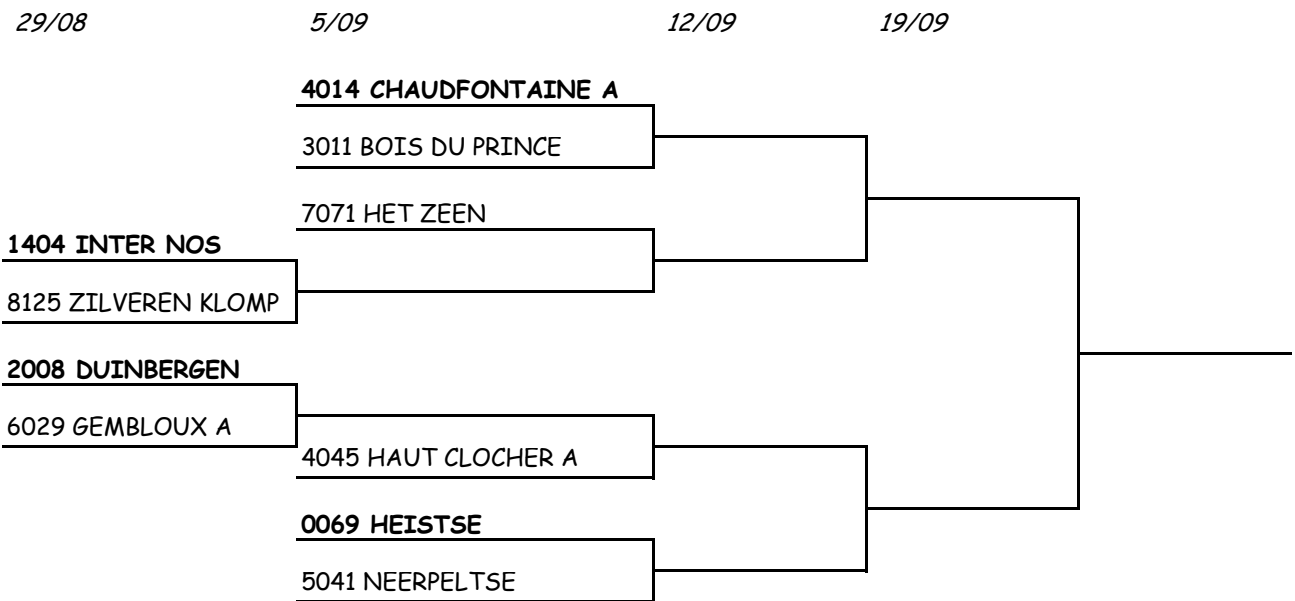 29/08 5/09 12/09 19/09
4014 CHAUDFONTAINE A
3011 BOIS DU PRINCE
7071 HET ZEEN
1404 INTER NOS
8125 ZILVEREN KLOMP
2008 DUINBERGEN
6029 GEMBLOUX A
4045 HAUT CLOCHER A
0069 HEISTSE
5041 NEERPELTSE